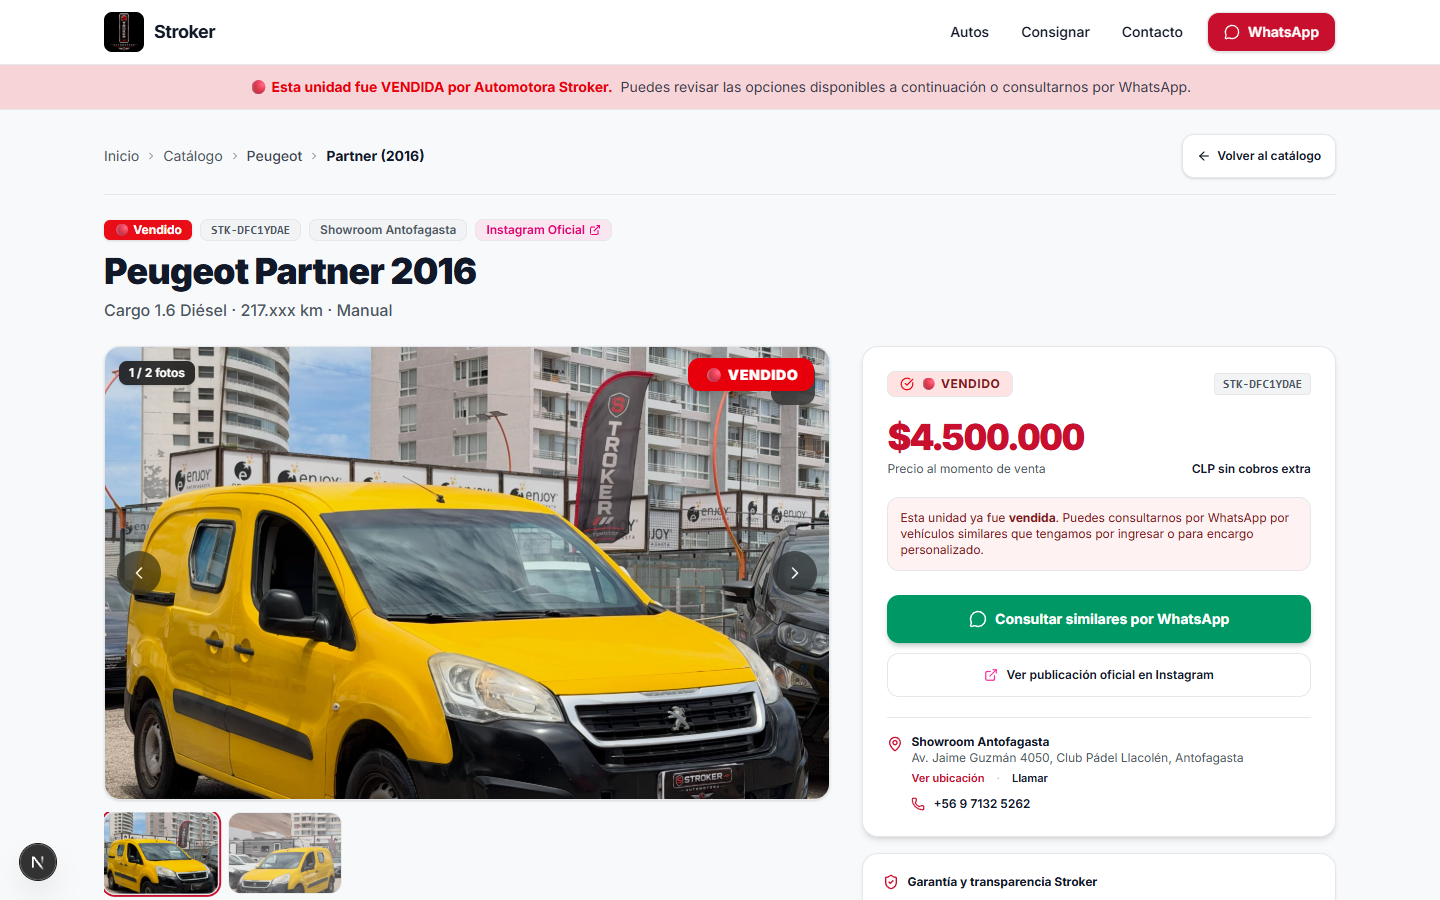 Stroker
Autos
Consignar
Contacto
WhatsApp
Esta unidad fue VENDIDA por Automotora Stroker. Puedes revisar las opciones disponibles a continuación o consultarnos por WhatsApp.
Inicio > Catálogo > Peugeot > Partner (2016)
← Volver al catálogo
Vendido
STK-DFC1YDAE
Showroom Antofagasta
Instagram Oficial
Peugeot Partner 2016
Cargo 1.6 Diésel · 217.xxx km · Manual
1 / 2 fotos
VENDIDO
enjoy
enjoy
enjoy
enjoy
enjoy
STROKER
STROKER
VENDIDO
STK-DFC1YDAE
$4.500.000
Precio al momento de venta
CLP sin cobros extra
Esta unidad ya fue vendida. Puedes consultarnos por WhatsApp por
vehículos similares que tengamos por ingresar o para encargo
personalizado.
Consultar similares por WhatsApp
Ver publicación oficial en Instagram
Showroom Antofagasta
Av. Jaime Guzmán 4050, Club Pádel Llacolén, Antofagasta
Ver ubicación · Llamar
+56 9 7132 5262
Garantía y transparencia Stroker
N